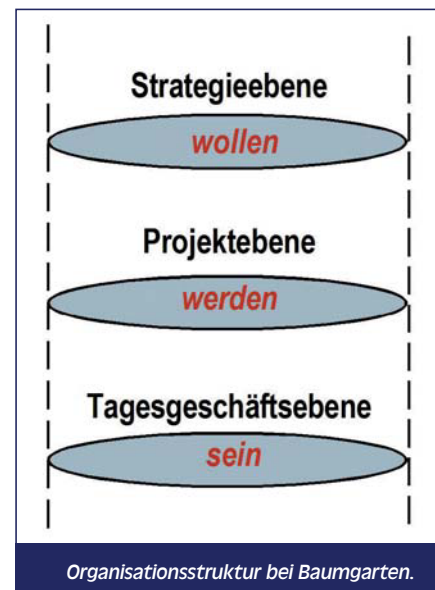 Strategieebene
wollen
Projektebene
werden
Tagesgeschäftsebene
sein
Organisationsstruktur bei Baumgarten.